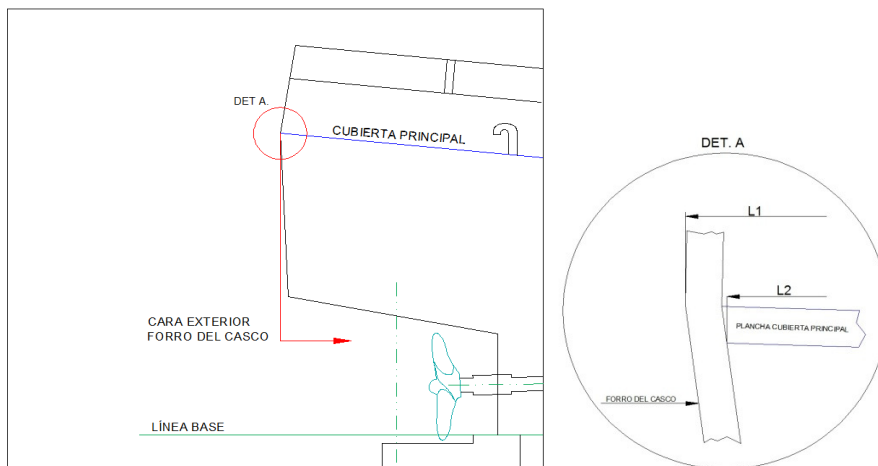 DET A.
CUBIERTA PRINCIPAL
CARA EXTERIOR
FORRO DEL CASCO
LÍNEA BASE
DET. A
L1
L2
PLANCHA CUBIERTA PRINCIPAL
FORRO DEL CASCO